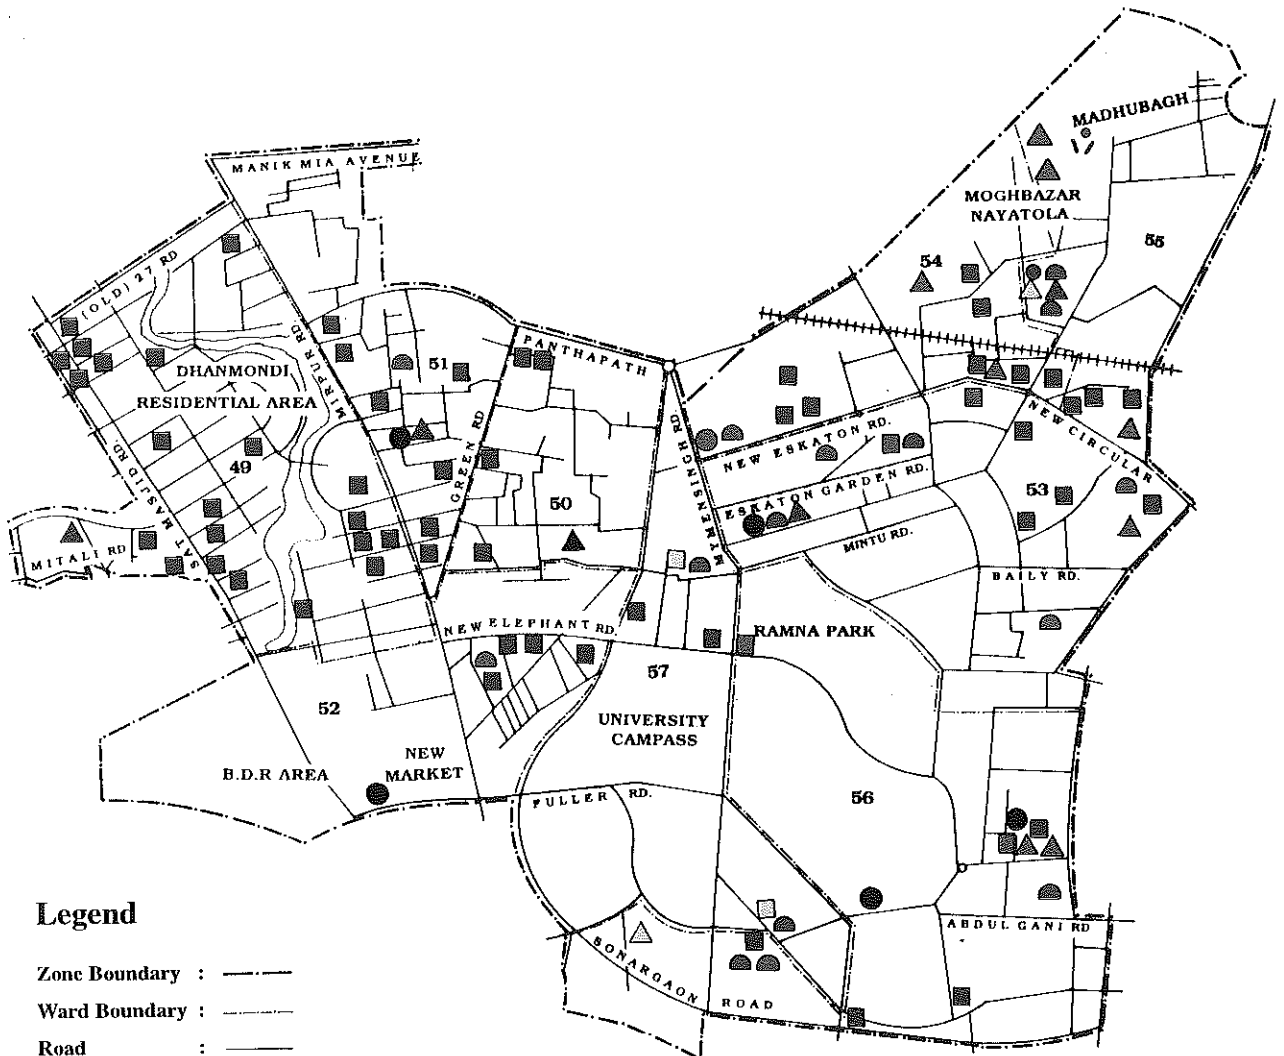 MADHUBAGH
MANIK MIA AVENUE
MOGHBAZAR
NAYATOLA
55
54
(OLD) 27 RD
MIRPUR RD
51
PANTHAPATH
DHANMONDI
RESIDENTIAL AREA
NEW ESKATON RD.
NEW CIRCULAR
MYMENSINGH RD
GREEN RD
SAT MASJID RD.
49
ESKATON GARDEN RD.
53
50
MITALI RD
MINTU RD.
BAILY RD.
NEW ELEPHANT RD.
RAMNA PARK
57
52
UNIVERSITY
CAMPASS
NEW
MARKET
B.D.R AREA
FULLER RD.
56
ABDUL GANI RD
SONARGAON ROAD
Legend
Zone Boundary :
Ward Boundary :
Road :